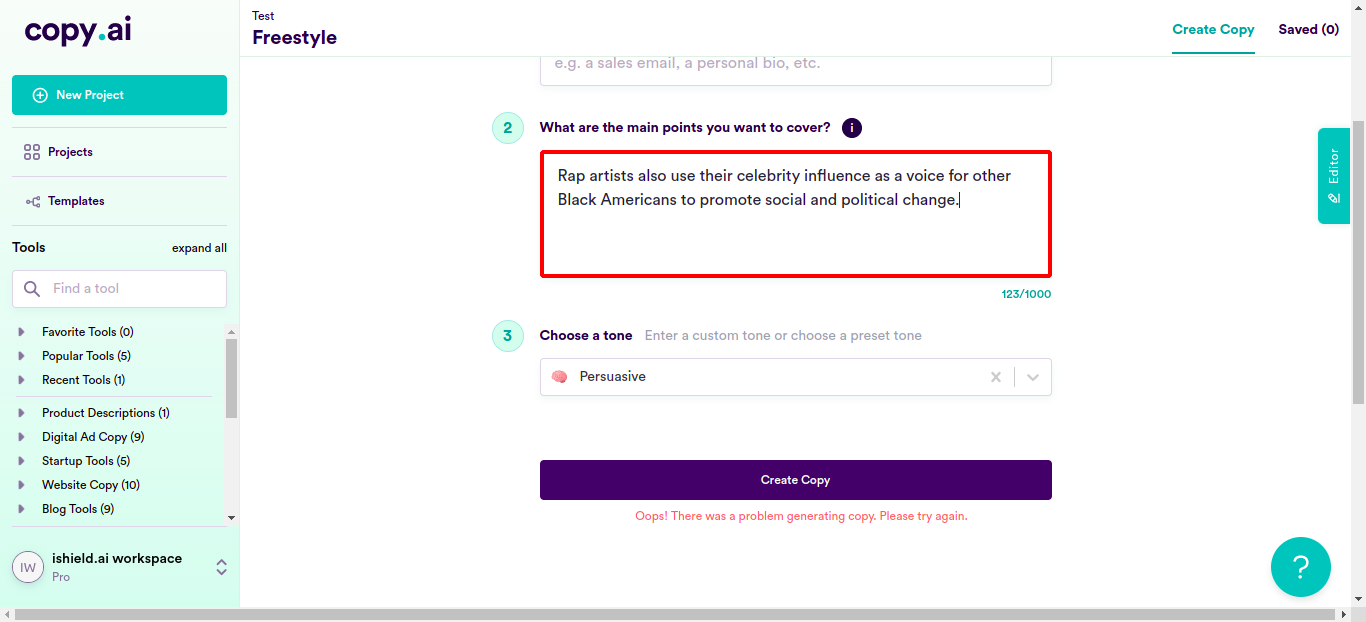 copy.ai
New Project
Projects
Templates
Tools
expand all
Find a tool
Favorite Tools (0)
Popular Tools (5)
Recent Tools (1)
Product Descriptions (1)
Digital Ad Copy (9)
Startup Tools (5)
Website Copy (10)
Blog Tools (9)
IW
ishield.ai workspace
Pro
Test
Freestyle
Create Copy
Saved (0)
e.g. a sales email, a personal bio, etc.
2
What are the main points you want to cover?
i
Rap artists also use their celebrity influence as a voice for other
Black Americans to promote social and political change.
123/1000
3
Choose a tone
Enter a custom tone or choose a preset tone
Persuasive
Create Copy
Oops! There was a problem generating copy. Please try again.
Editor
?